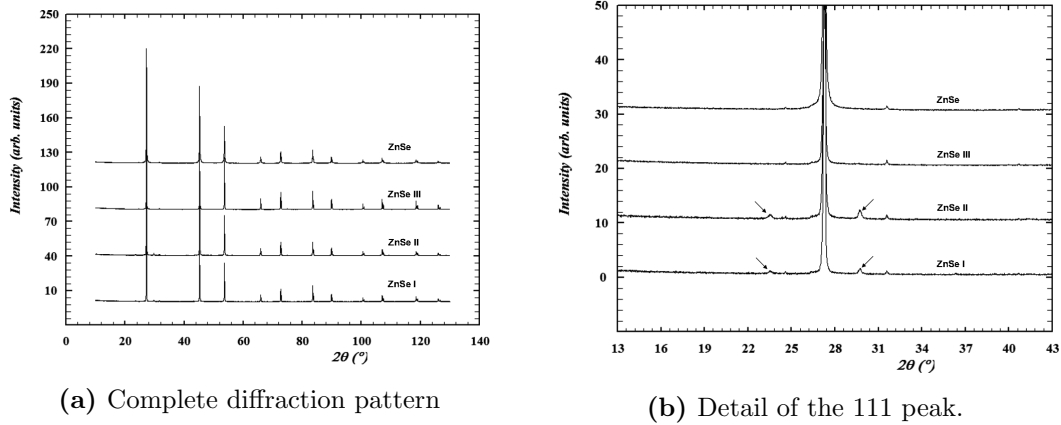 250
220
190
160
130
100
70
40
10
Intensity (arb. units)
ZnSe
ZnSe III
ZnSe II
ZnSe I
0 20 40 60 80 100 120 140
2θ (°)
(a) Complete diffraction pattern
50
40
30
20
10
0
Intensity (arb. units)
ZnSe
ZnSe III
ZnSe II
ZnSe I
13 16 19 22 25 28 31 34 37 40 43
2θ (°)
(b) Detail of the 111 peak.